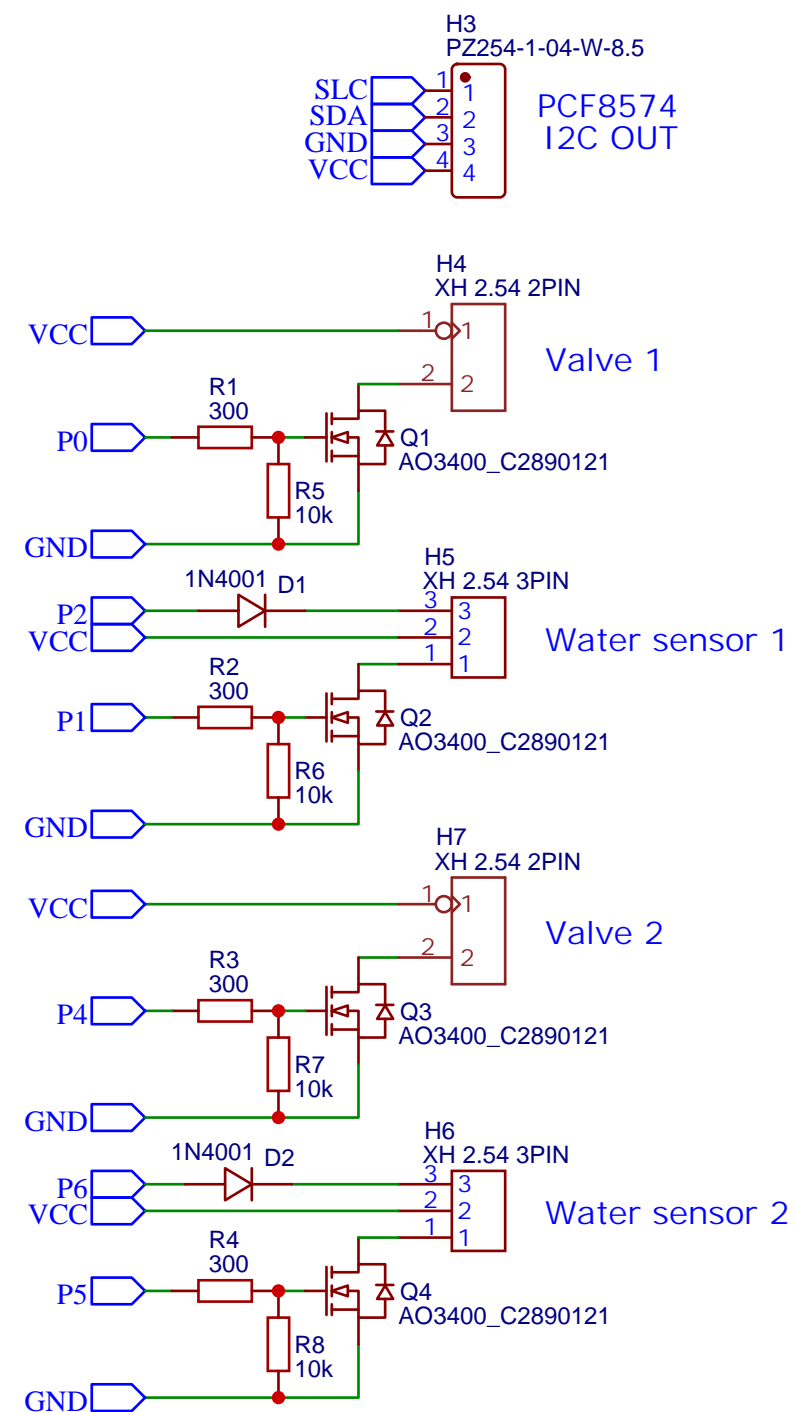 H3
PZ254-1-04-W-8.5
SLC 1 1
SDA 2 2
GND 3 3
VCC 4 4
PCF8574
I2C OUT
H4
XH 2.54 2PIN
VCC 1 1
Valve 1
2 2
R1
300
P0
Q1
AO3400_C2890121
R5
10k
GND
H5
XH 2.54 3PIN
1N4001 D1
P2 3 3
VCC 2 2
1 1
Water sensor 1
R2
300
P1
Q2
AO3400_C2890121
R6
10k
GND
H7
XH 2.54 2PIN
VCC 1 1
Valve 2
2 2
R3
300
P4
Q3
AO3400_C2890121
R7
10k
GND
H6
XH 2.54 3PIN
1N4001 D2
P6 3 3
VCC 2 2
1 1
Water sensor 2
R4
300
P5
Q4
AO3400_C2890121
R8
10k
GND